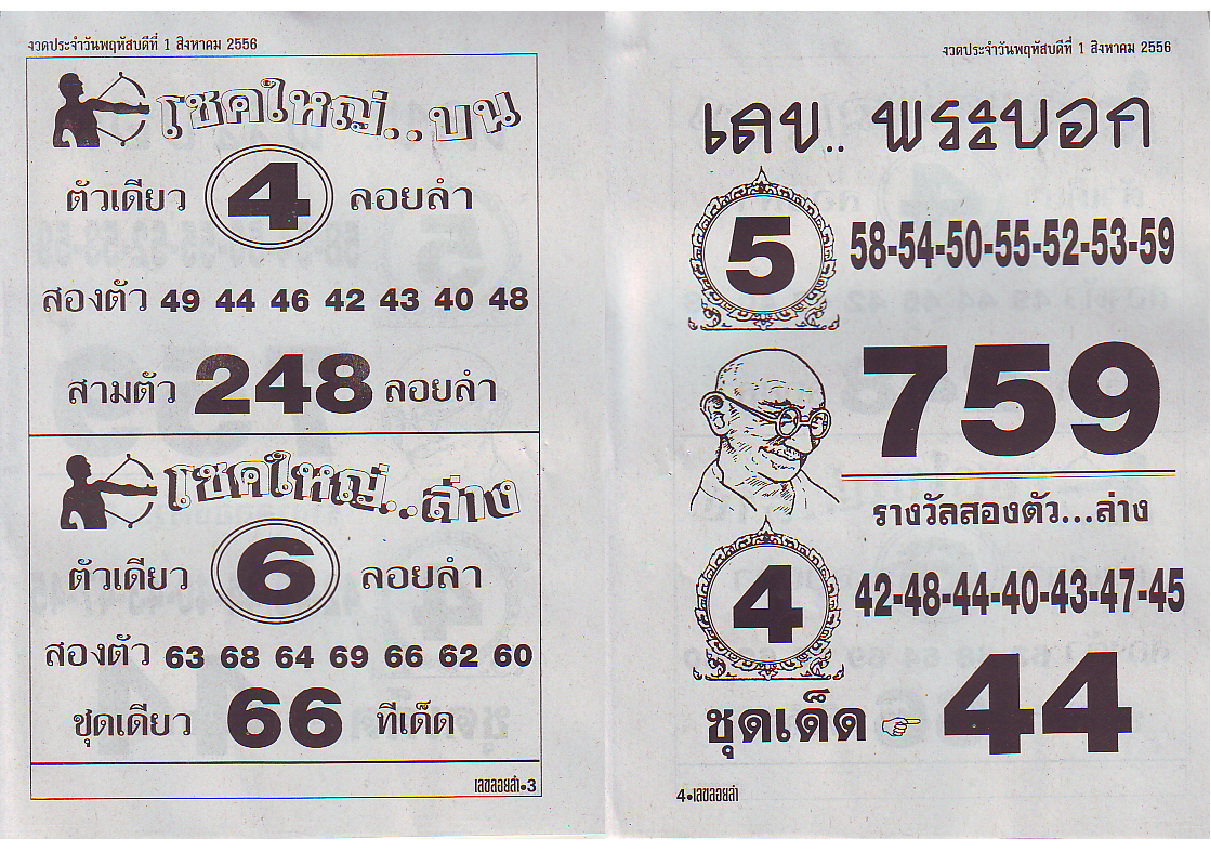 งวดประจำวันพฤหัสบดีที่ 1 สิงหาคม 2556
โชคใหญ่..บน
ตัวเดียว 4 ลอยลำ
สองตัว 49 44 46 42 43 40 48
สามตัว 248 ลอยลำ
โชคใหญ่..ล่าง
ตัวเดียว 6 ลอยลำ
สองตัว 63 68 64 69 66 62 60
ชุดเดียว 66 ทีเด็ด
เลขลอยลำ•3
งวดประจำวันพฤหัสบดีที่ 1 สิงหาคม 2556
เลข.. พระบอก
5 58-54-50-55-52-53-59
759
รางวัลสองตัว...ล่าง
4 42-48-44-40-43-47-45
ชุดเด็ด 44
4•เลขลอยลำ